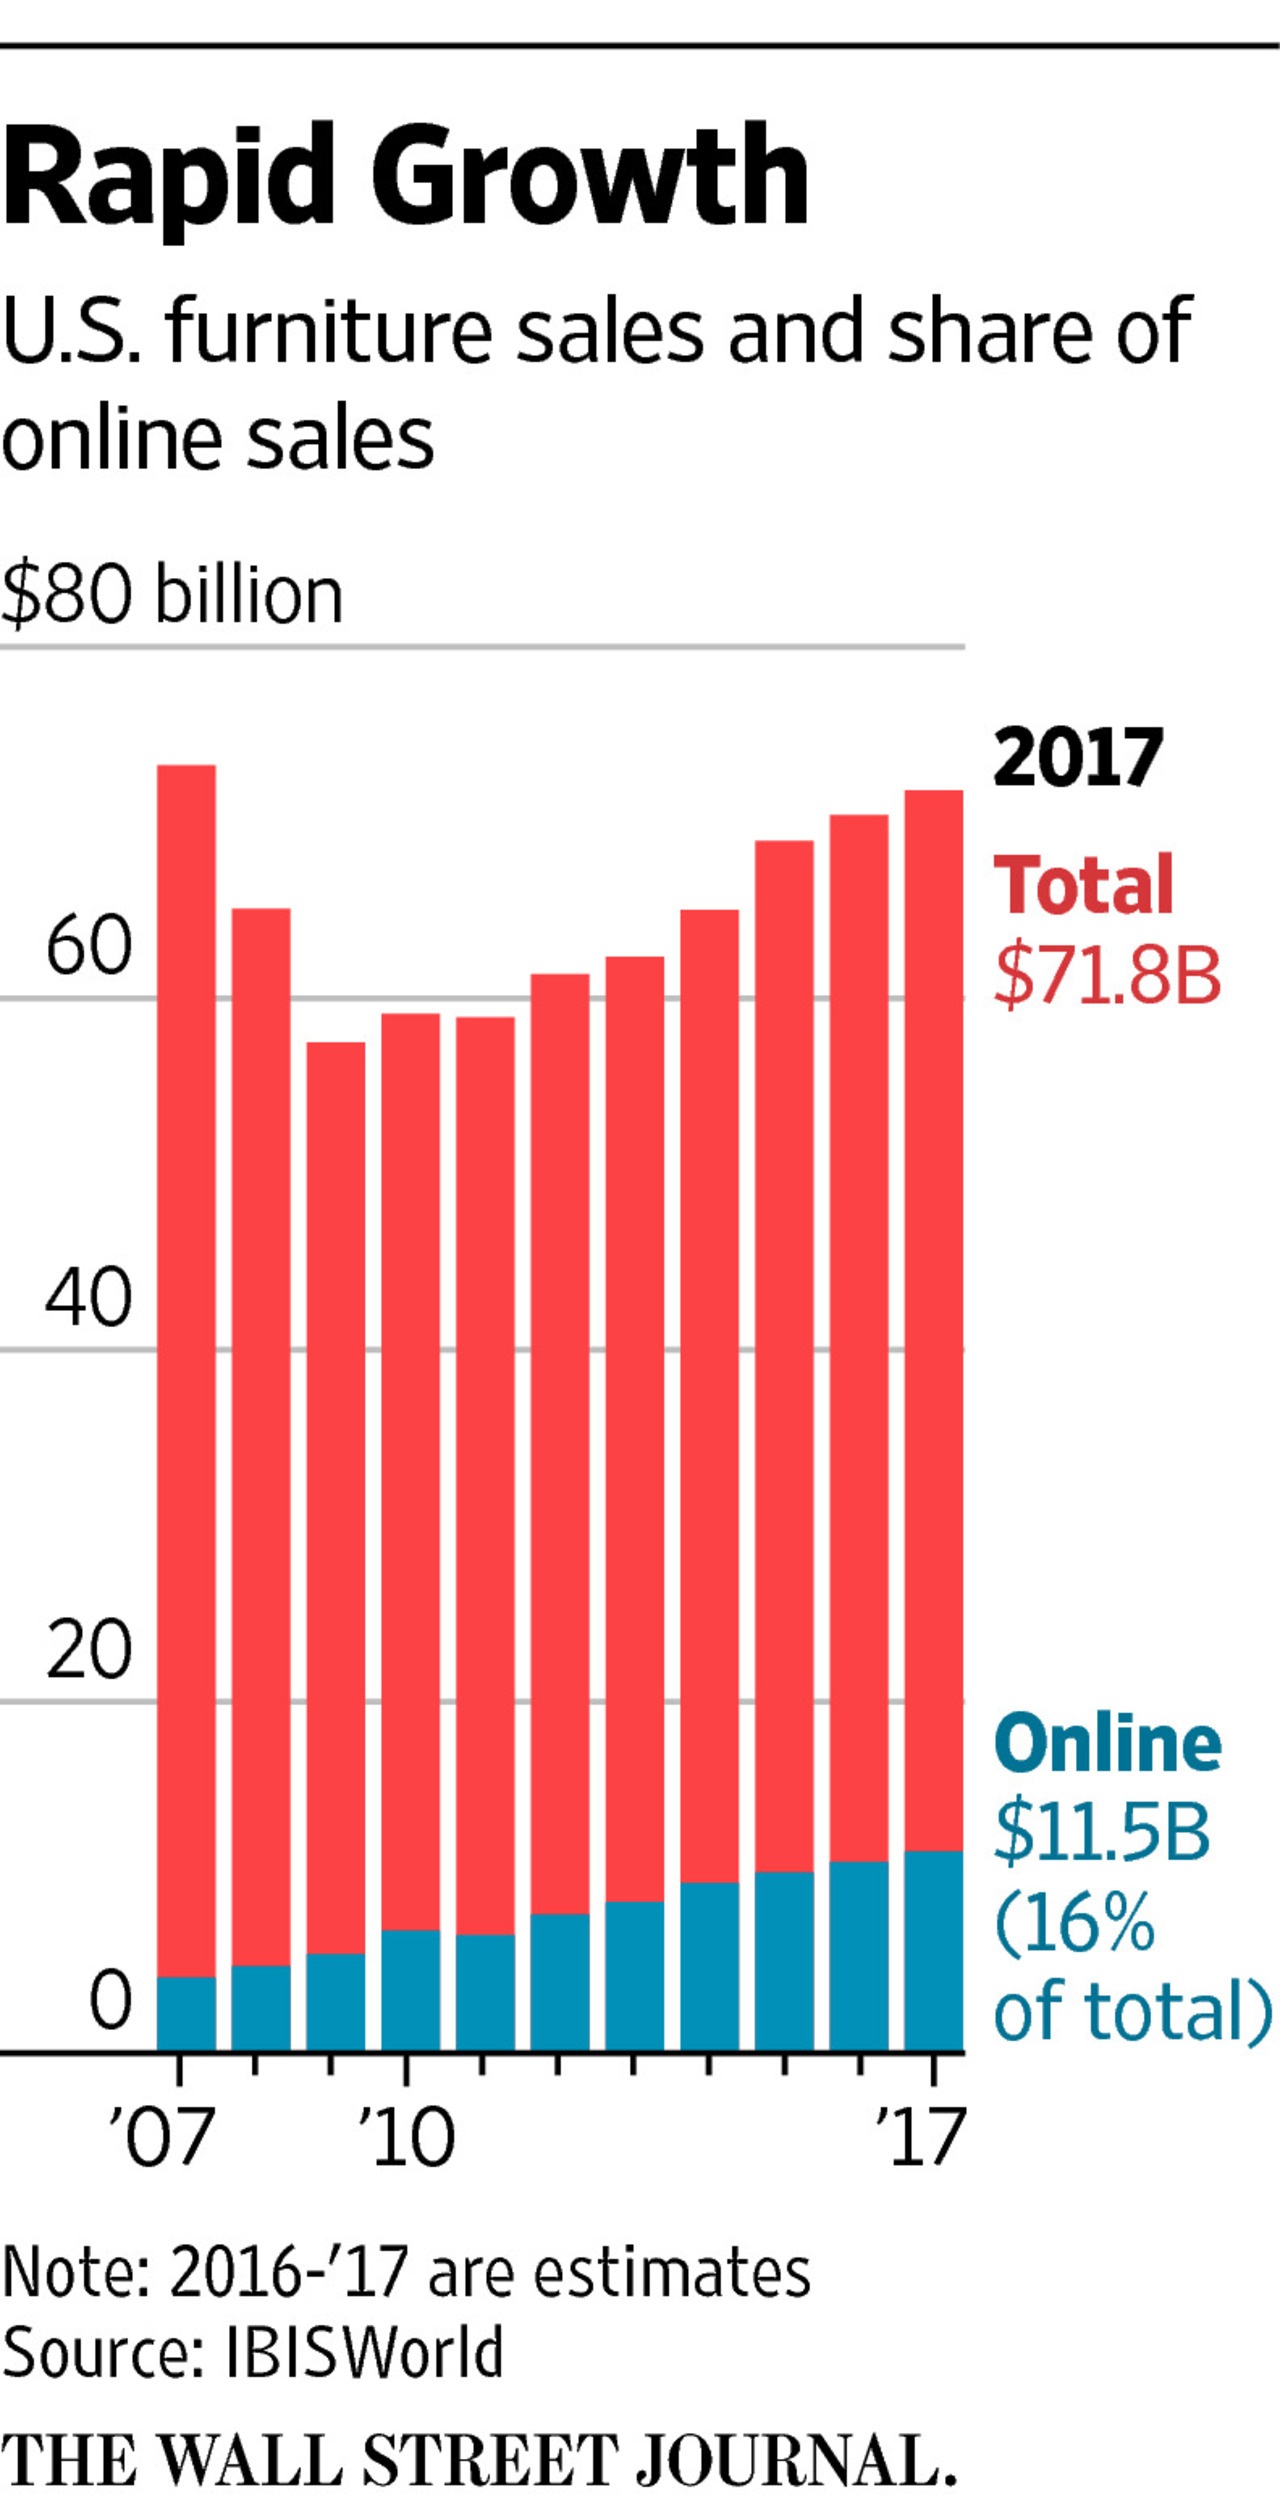 Rapid Growth
U.S. furniture sales and share of
online sales
$80 billion
2017
Total
$71.8B
60
40
20
Online
$11.5B
(16%
of total)
0
’07 ’10 ’17
Note: 2016-’17 are estimates
Source: IBISWorld
THE WALL STREET JOURNAL.